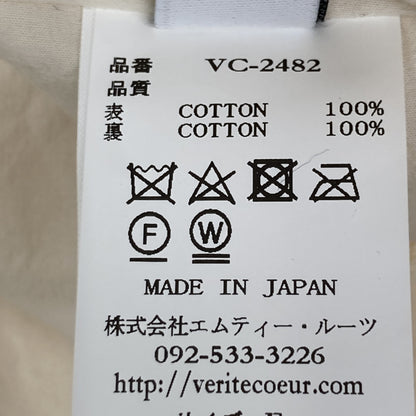 品番 VC-2482
品質
表 COTTON 100%
裏 COTTON 100%
F W
MADE IN JAPAN
株式会社エムティー・ルーツ
092-533-3226
http://veritecoeur.com/